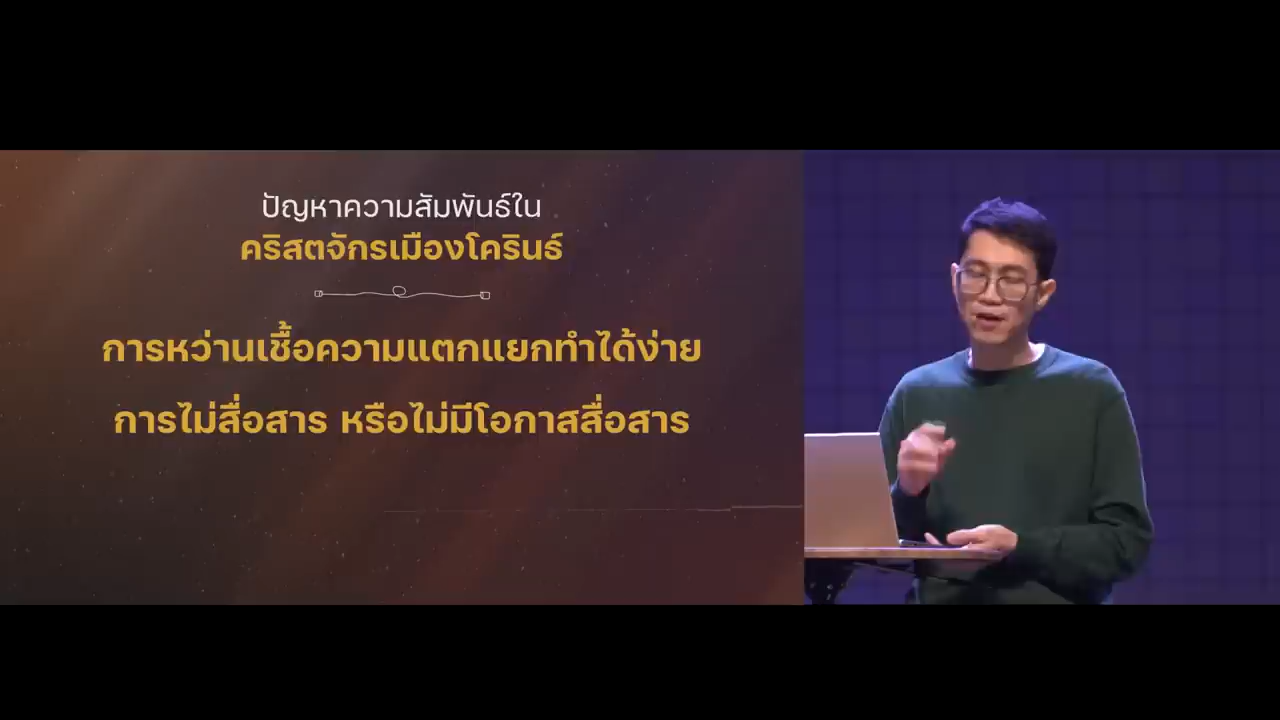 ปัญหาความสัมพันธ์ใน
คริสตจักรเมืองโครินธ์
การหว่านเชื้อความแตกแยกทำได้ง่าย
การไม่สื่อสาร หรือไม่มีโอกาสสื่อสาร